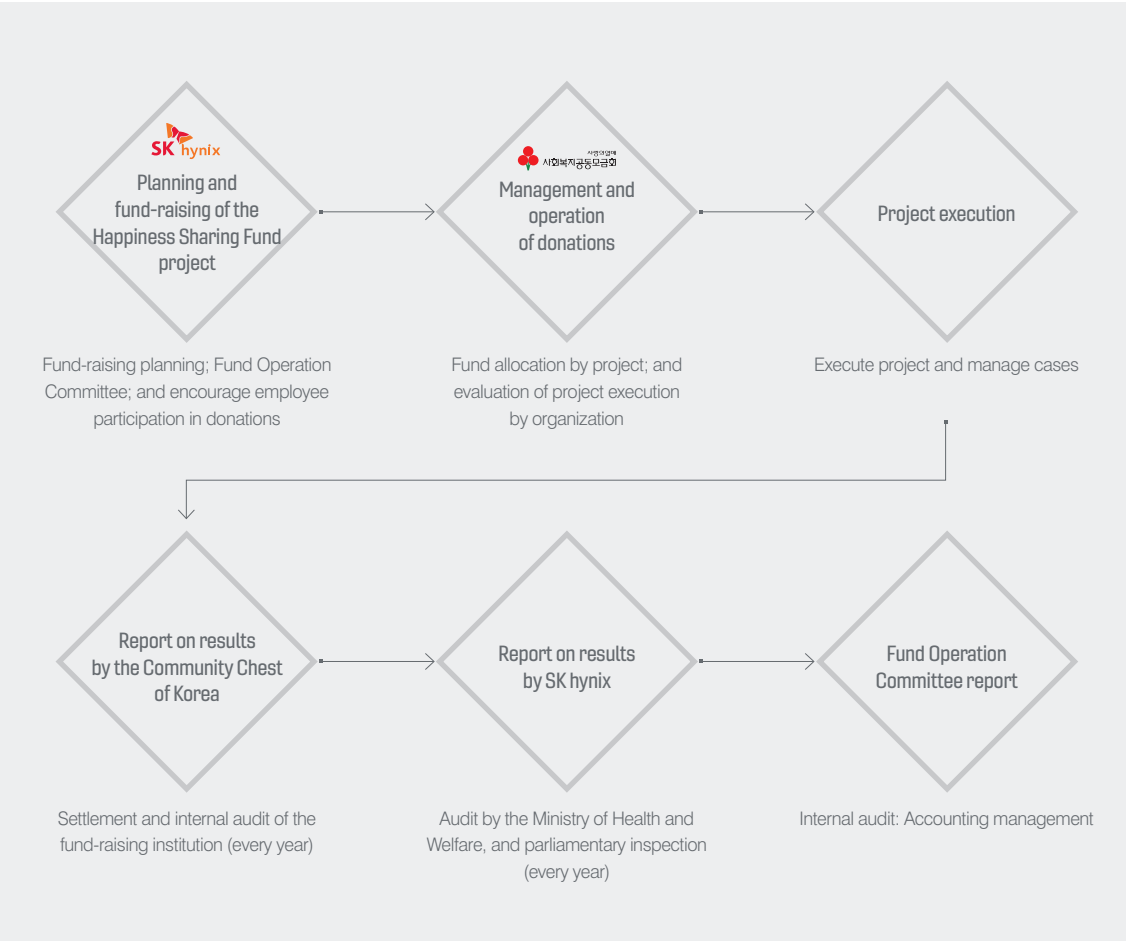 SK hynix
Planning and
fund-raising of the
Happiness Sharing Fund
project
사랑의열매
사회복지공동모금회
Management and
operation
of donations
Project execution
Fund-raising planning; Fund Operation
Committee; and encourage employee
participation in donations
Fund allocation by project; and
evaluation of project execution
by organization
Execute project and manage cases
Report on results
by the Community Chest
of Korea
Report on results
by SK hynix
Fund Operation
Committee report
Settlement and internal audit of the
fund-raising institution (every year)
Audit by the Ministry of Health and
Welfare, and parliamentary inspection
(every year)
Internal audit: Accounting management